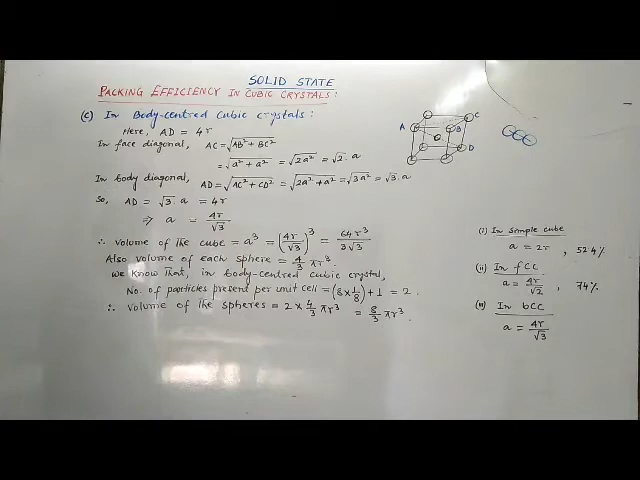 SOLID STATE
PACKING EFFICIENCY IN CUBIC CRYSTALS:
(C) In Body-centred Cubic crystals:
Here, AD = 4r
In face diagonal, AC = √AB² + BC²
= √a² + a² = √2a² = √2 . a
In body diagonal, AD = √AC² + CD² = √2a² + a² = √3a² = √3 . a
So, AD = √3 . a = 4r
⇒ a = 4r/√3
∴ Volume of the cube = a³ = (4r/√3)³ = 64r³/3√3
Also volume of each sphere = 4/3 πr³
We know that, in body-centred cubic crystal,
No. of particles present per unit cell = (8 × 1/8) + 1 = 2
∴ Volume of the spheres = 2 × 4/3 πr³ = 8/3 πr³.
A
B
C
D
(i) In simple cube
a = 2r, 52.4%
(ii) In fCC
a = 4r/√2, 74%
(iii) In bCC
a = 4r/√3